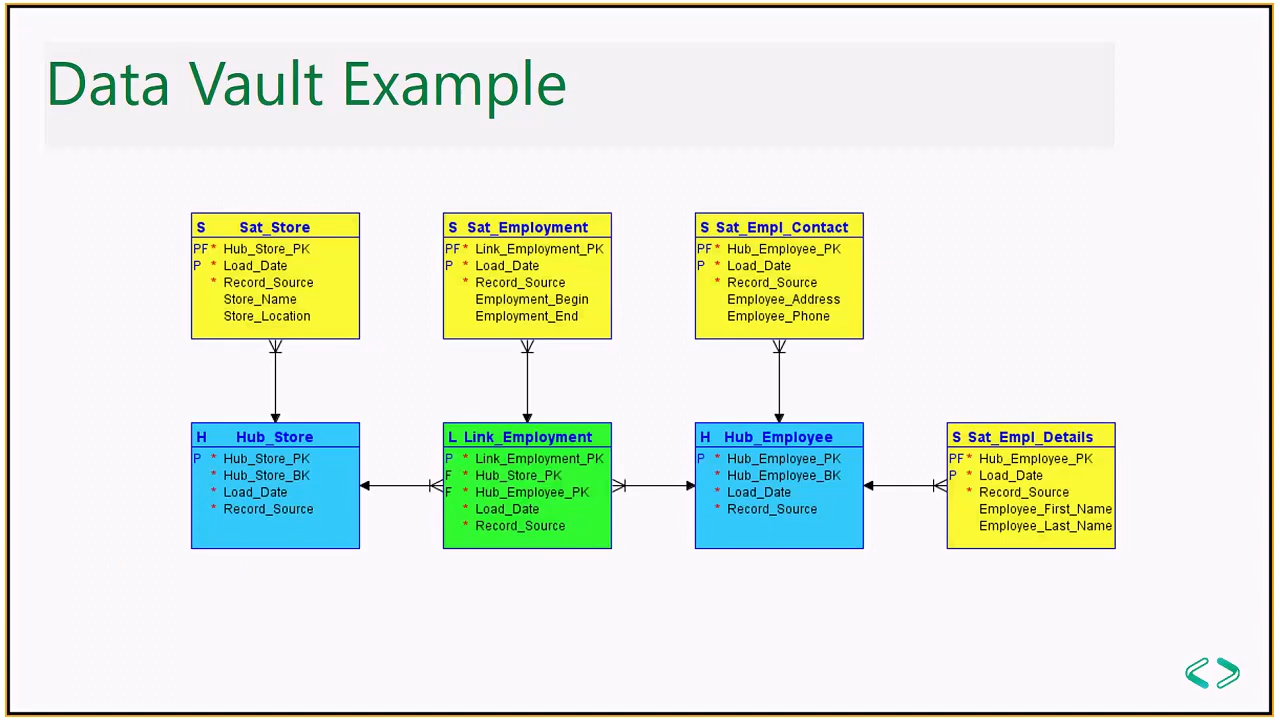 Data Vault Example
S Sat_Store
PF * Hub_Store_PK
P * Load_Date
* Record_Source
Store_Name
Store_Location
S Sat_Employment
PF * Link_Employment_PK
P * Load_Date
* Record_Source
Employment_Begin
Employment_End
S Sat_Empl_Contact
PF * Hub_Employee_PK
P * Load_Date
* Record_Source
Employee_Address
Employee_Phone
H Hub_Store
P * Hub_Store_PK
* Hub_Store_BK
* Load_Date
* Record_Source
L Link_Employment
P * Link_Employment_PK
F * Hub_Store_PK
F * Hub_Employee_PK
* Load_Date
* Record_Source
H Hub_Employee
P * Hub_Employee_PK
* Hub_Employee_BK
* Load_Date
* Record_Source
S Sat_Empl_Details
PF * Hub_Employee_PK
P * Load_Date
* Record_Source
Employee_First_Name
Employee_Last_Name